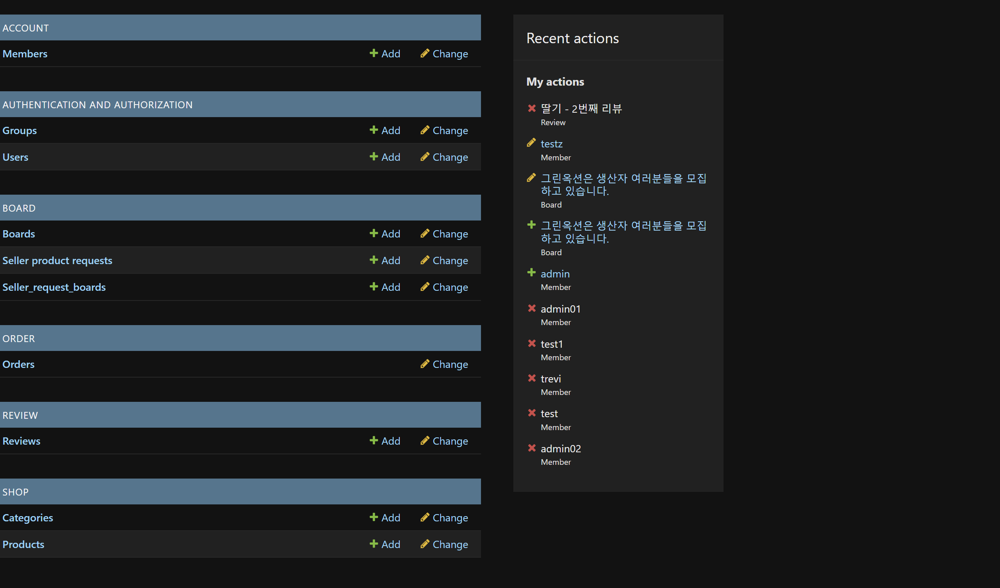 ACCOUNT
Members Add Change
AUTHENTICATION AND AUTHORIZATION
Groups Add Change
Users Add Change
BOARD
Boards Add Change
Seller product requests Add Change
Seller_request_boards Add Change
ORDER
Orders Change
REVIEW
Reviews Add Change
SHOP
Categories Add Change
Products Add Change
Recent actions
My actions
딸기 - 2번째 리뷰
Review
testz
Member
그린옥션은 생산자 여러분들을 모집
하고 있습니다.
Board
그린옥션은 생산자 여러분들을 모집
하고 있습니다.
Board
admin
Member
admin01
Member
test1
Member
trevi
Member
test
Member
admin02
Member